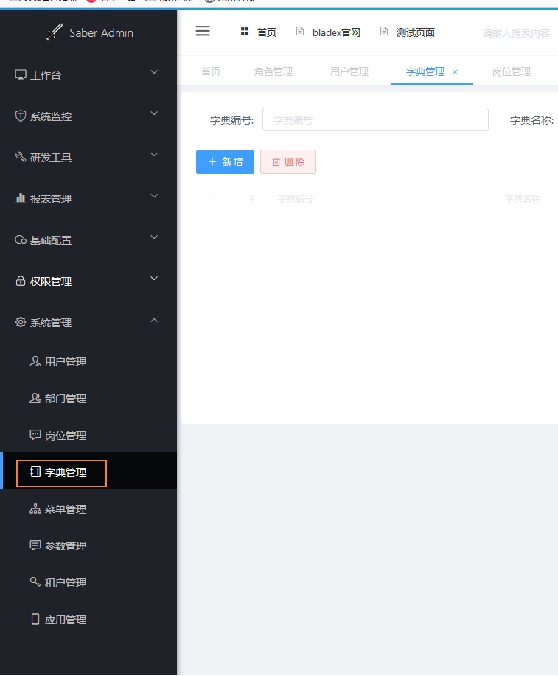 Saber Admin
首页
bladex官网
测试页面
请输入搜索内容
首页
角色管理
用户管理
字典管理 ×
岗位管理
工作台
系统监控
研发工具
报表管理
基础配置
权限管理
系统管理
用户管理
部门管理
岗位管理
字典管理
菜单管理
参数管理
租户管理
应用管理
字典编号:
字典编号
字典名称:
+ 新 增
删 除
#
字典编号
字典名称